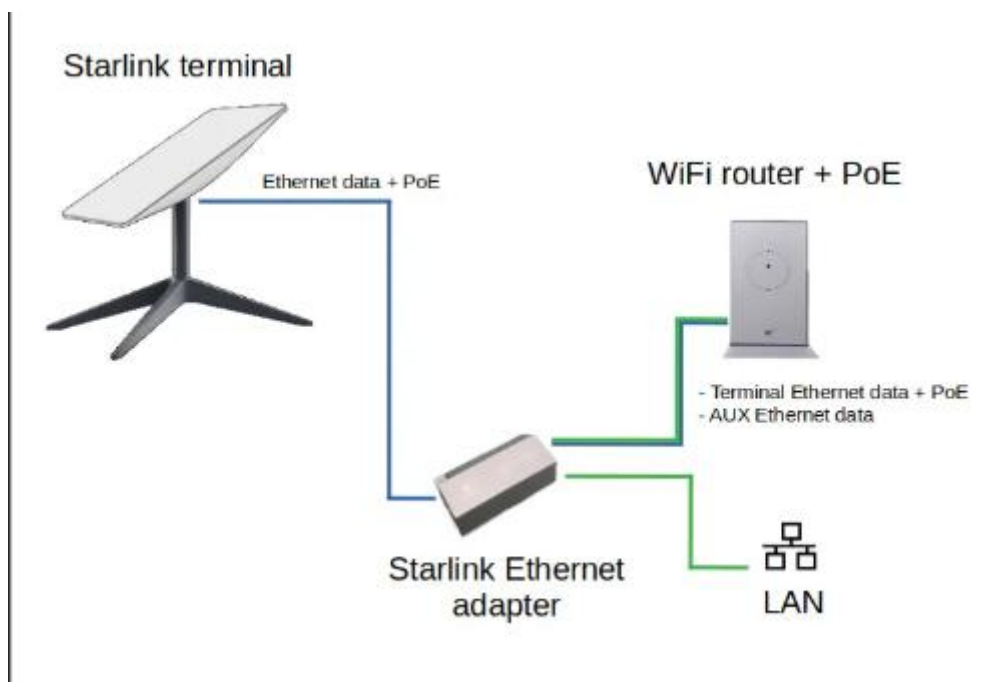 Starlink terminal
Ethernet data + PoE
WiFi router + PoE
- Terminal Ethernet data + PoE
- AUX Ethernet data
Starlink Ethernet
adapter
LAN